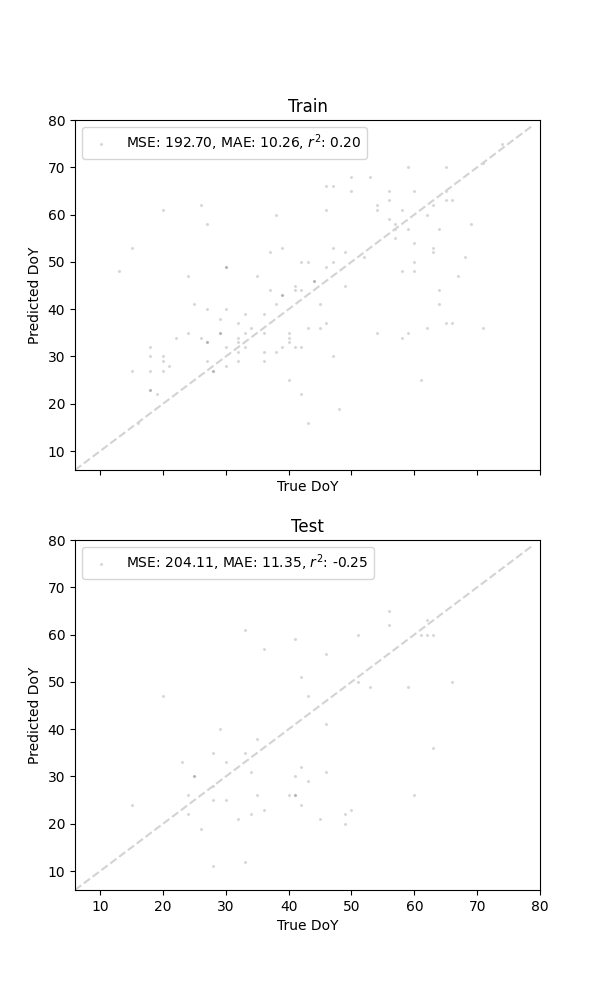 Train
MSE: 192.70, MAE: 10.26, r²: 0.20
80
70
60
50
40
30
20
10
Predicted DoY
True DoY
Test
MSE: 204.11, MAE: 11.35, r²: -0.25
80
70
60
50
40
30
20
10
Predicted DoY
10 20 30 40 50 60 70 80
True DoY